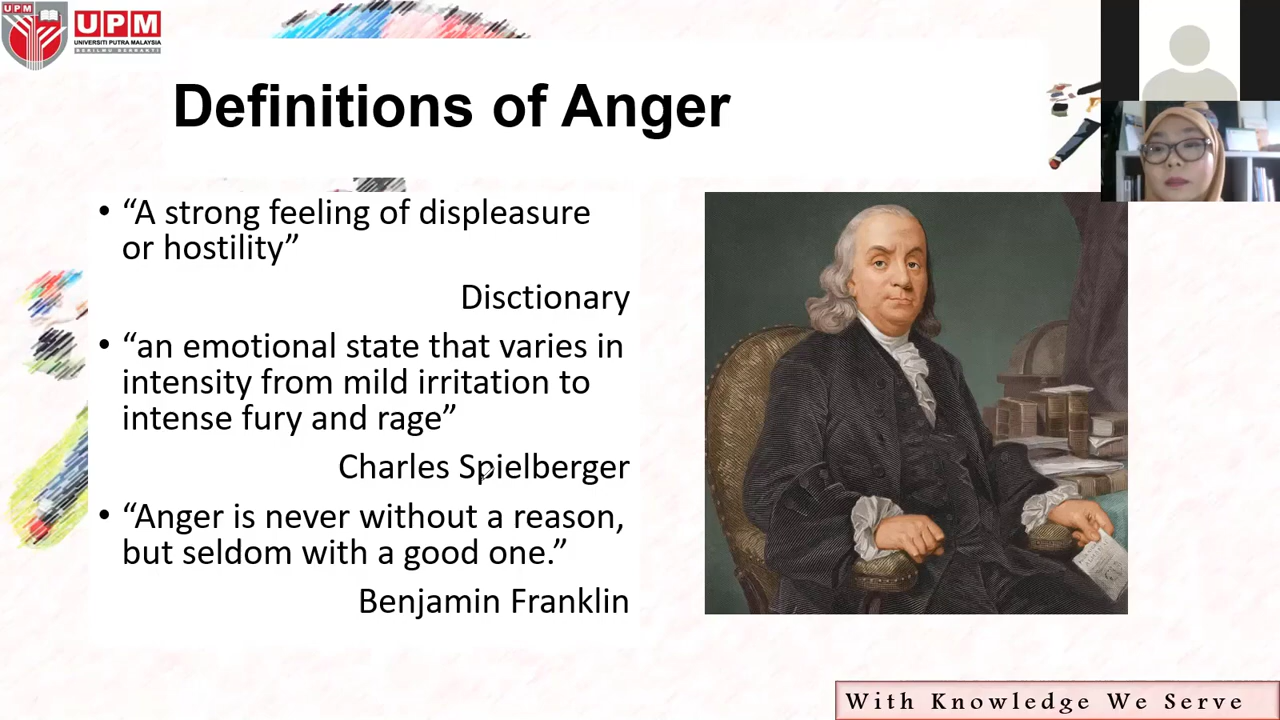 UPM
UPM
UNIVERSITI PUTRA MALAYSIA
BERILMU BERBAKTI
Definitions of Anger
• “A strong feeling of displeasure
or hostility”
Disctionary
• “an emotional state that varies in
intensity from mild irritation to
intense fury and rage”
Charles Spielberger
• “Anger is never without a reason,
but seldom with a good one.”
Benjamin Franklin
With Knowledge We Serve